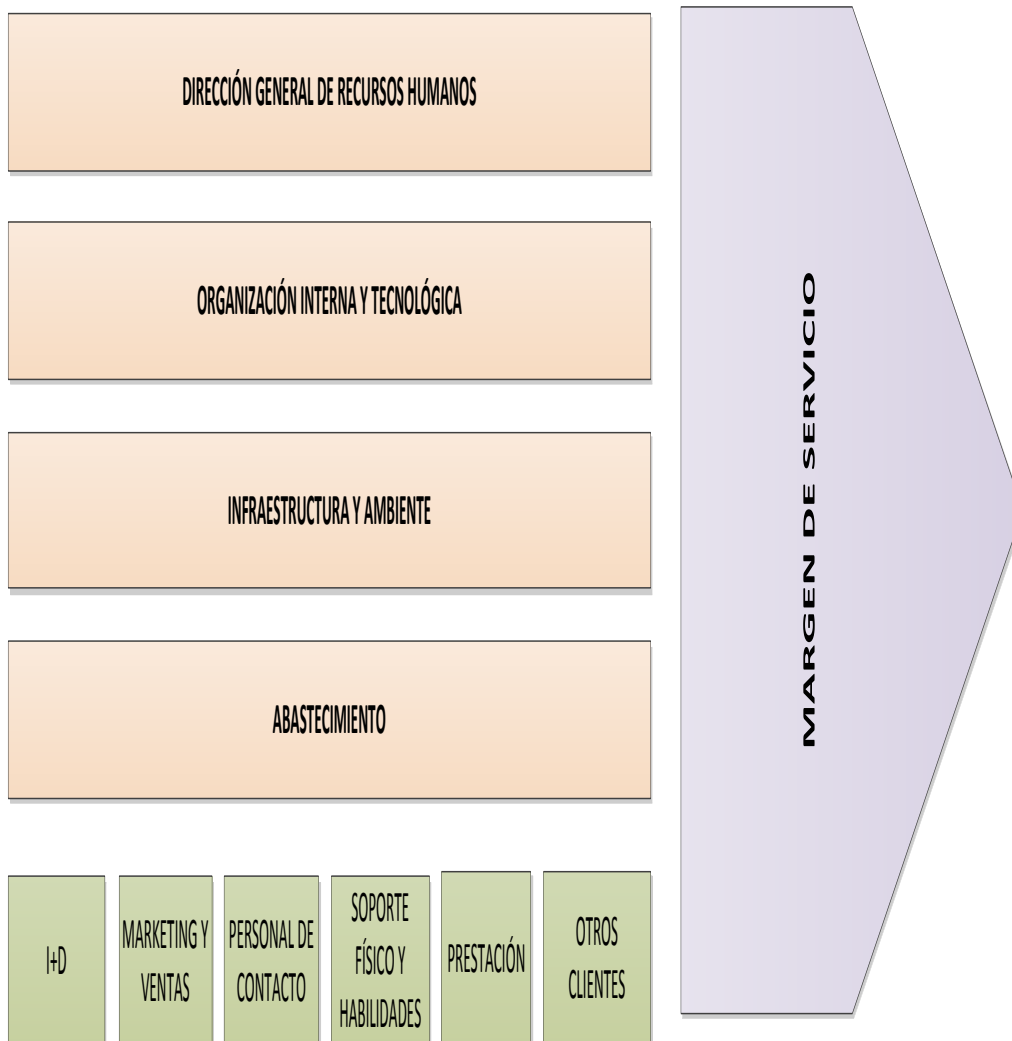 DIRECCIÓN GENERAL DE RECURSOS HUMANOS
ORGANIZACIÓN INTERNA Y TECNOLÓGICA
INFRAESTRUCTURA Y AMBIENTE
ABASTECIMIENTO
MARGEN DE SERVICIO
I+D
MARKETING Y
VENTAS
PERSONAL DE
CONTACTO
SOPORTE
FÍSICO Y
HABILIDADES
PRESTACIÓN
OTROS
CLIENTES